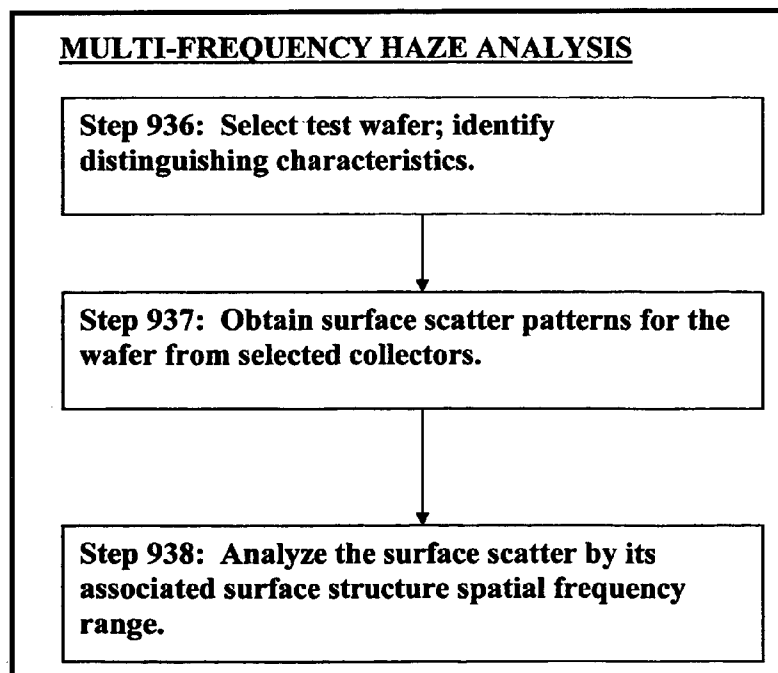 MULTI-FREQUENCY HAZE ANALYSIS
Step 936: Select test wafer; identify
distinguishing characteristics.
Step 937: Obtain surface scatter patterns for the
wafer from selected collectors.
Step 938: Analyze the surface scatter by its
associated surface structure spatial frequency
range.